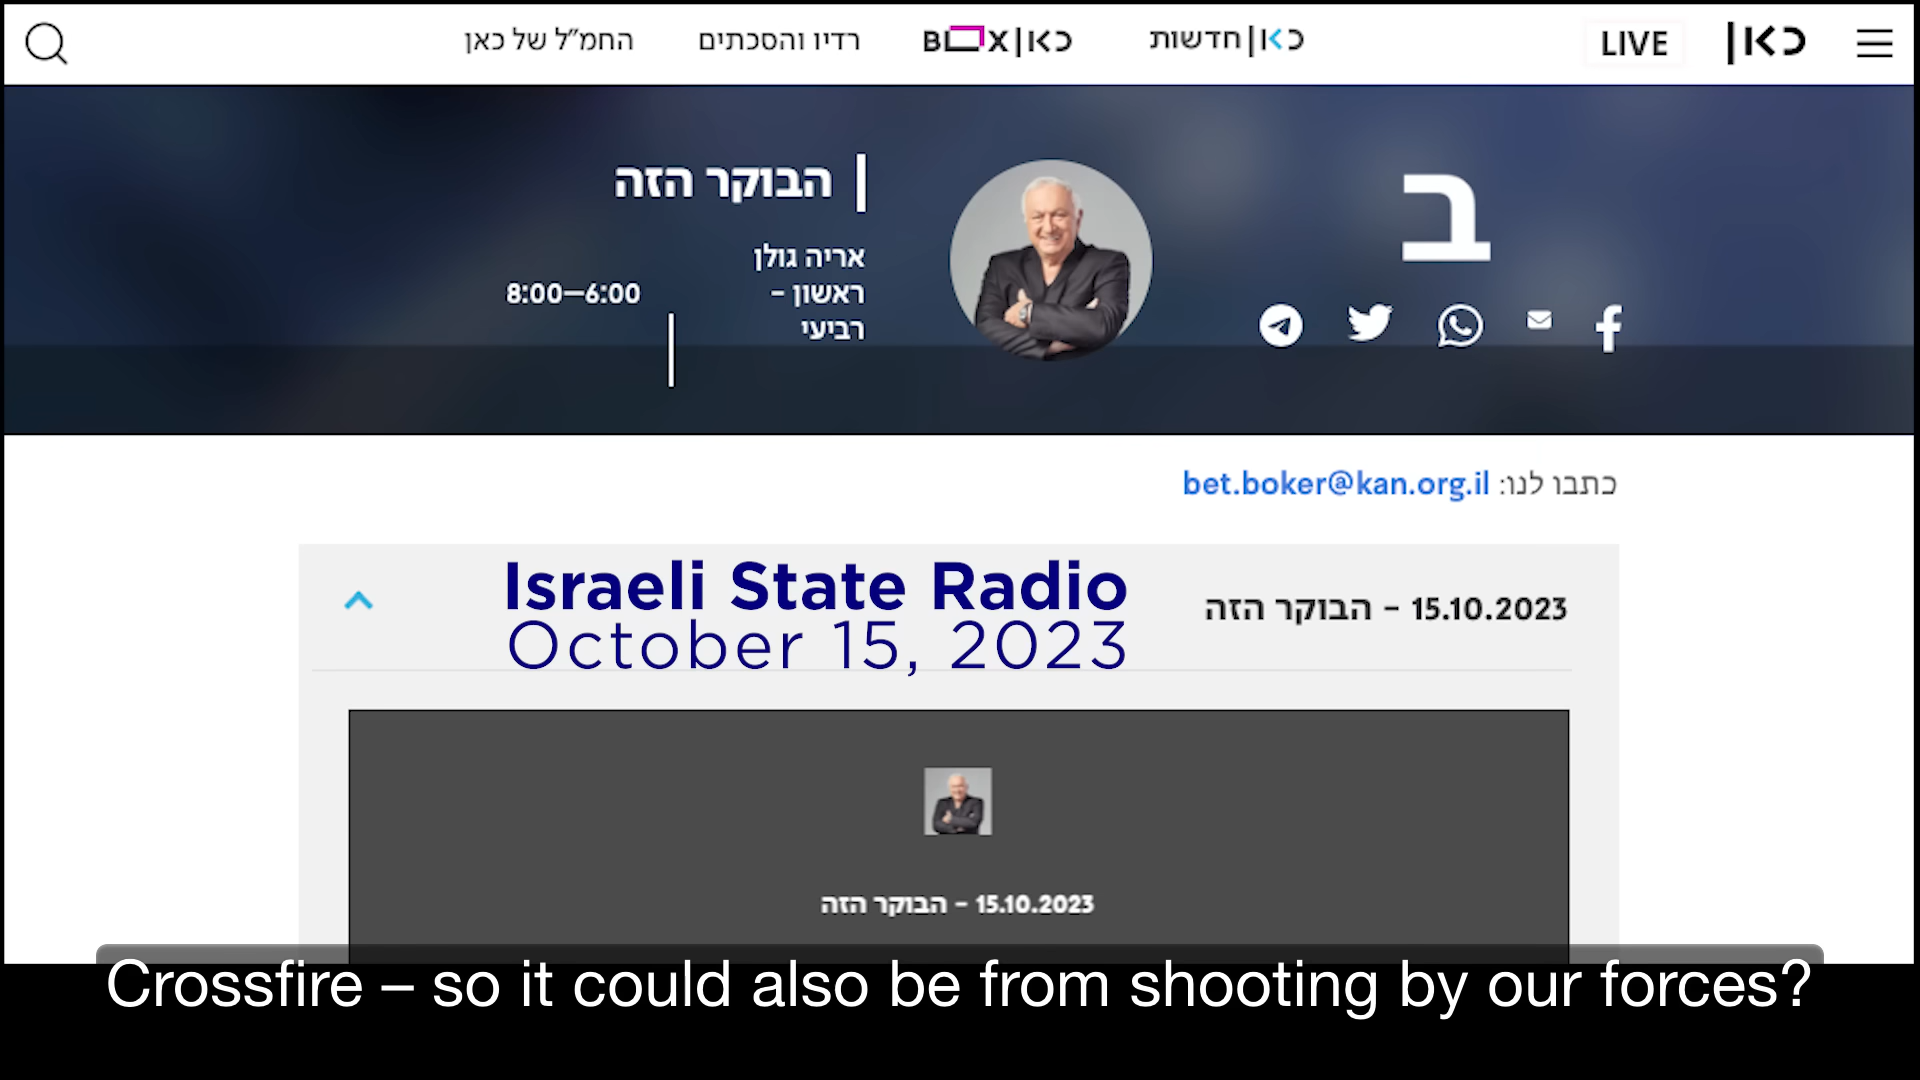 כאן
LIVE
כאן|חדשות
כאן|BOX
רדיו והסכתים
החמ"ל של כאן
ב
הבוקר הזה
אריה גולן
ראשון -
רביעי
8:00—6:00
כתבו לנו: bet.boker@kan.org.il
15.10.2023 - הבוקר הזה
Israeli State Radio
October 15, 2023
15.10.2023 - הבוקר הזה
Crossfire – so it could also be from shooting by our forces?